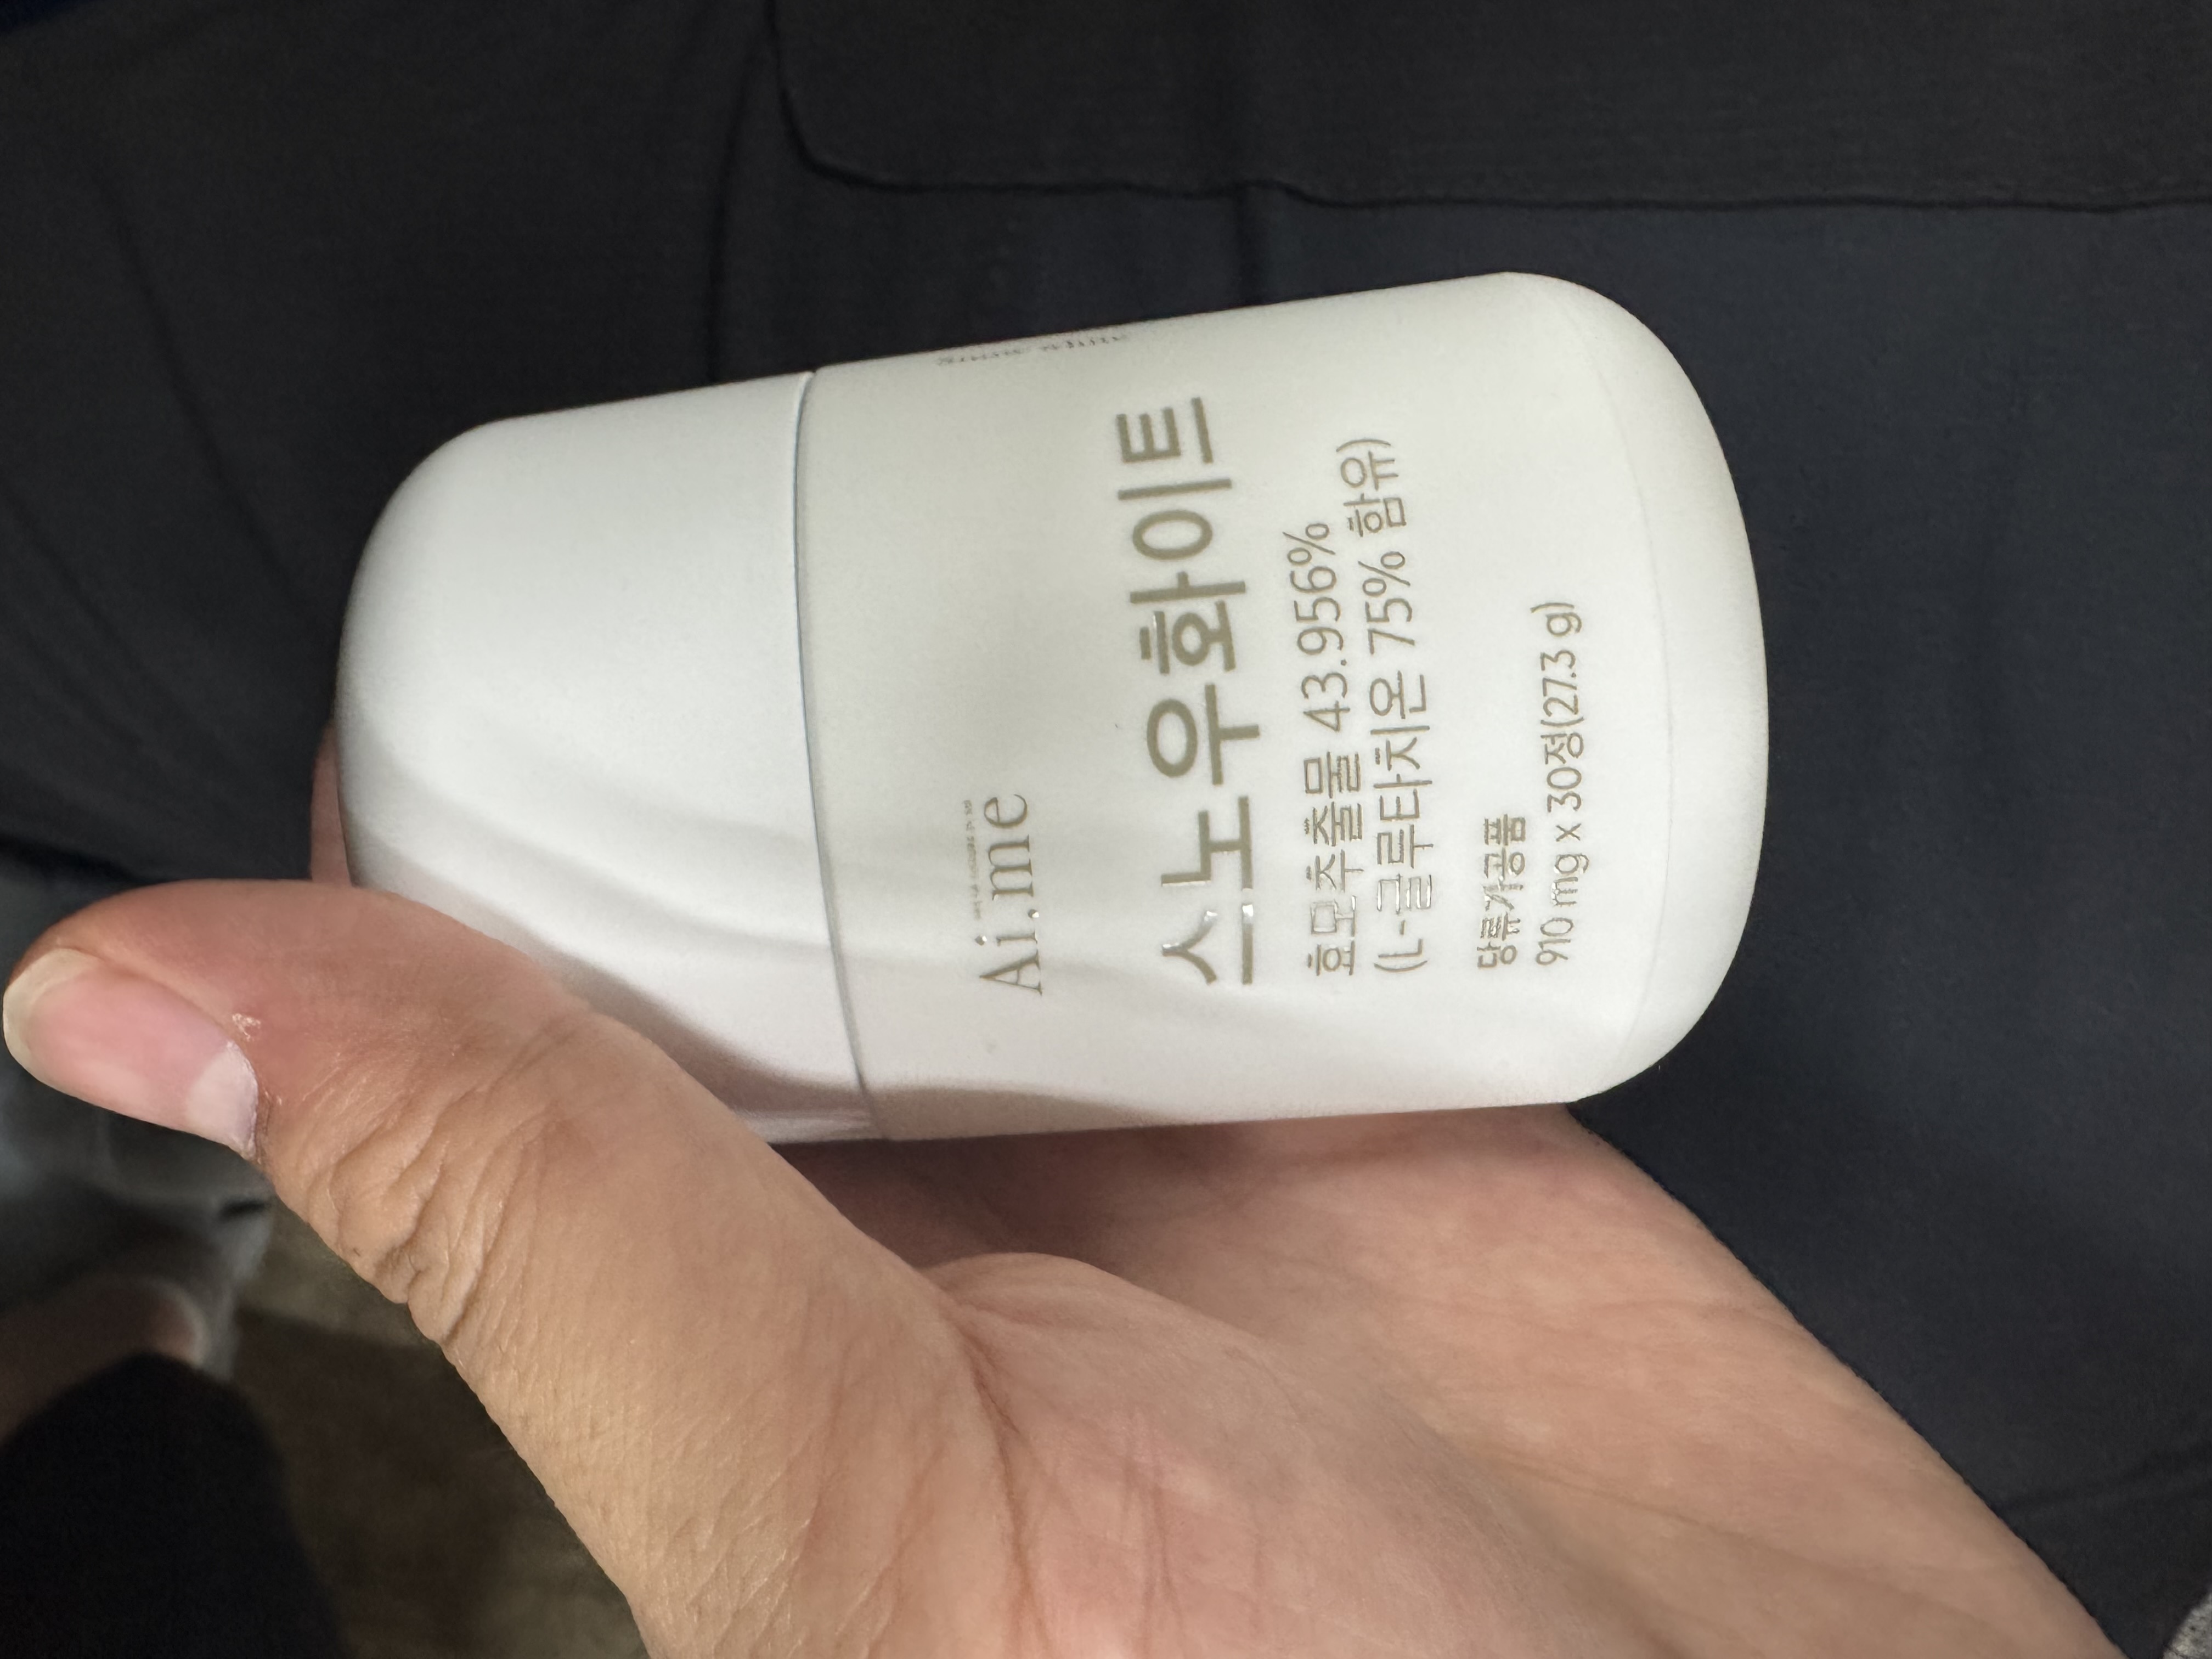 Ai.me
스노우화이트
효모추출물 43.956%
(L-글루타치온 75% 함유)
당류가공품
910 mg x 30정(27.3 g)